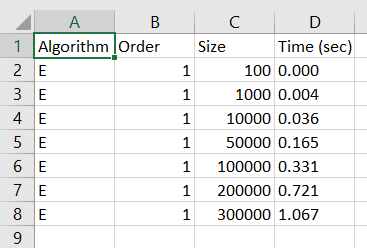 A B C D
1 Algorithm Order Size Time (sec)
2 E 1 100 0.000
3 E 1 1000 0.004
4 E 1 10000 0.036
5 E 1 50000 0.165
6 E 1 100000 0.331
7 E 1 200000 0.721
8 E 1 300000 1.067
9